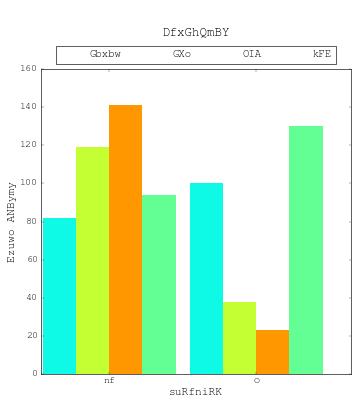 DfxGhQmBY
Gbxbw GXo OIA kFE
160
140
120
100
80
60
40
20
0
Ezuwo ANBymy
nf O
suRfniRK